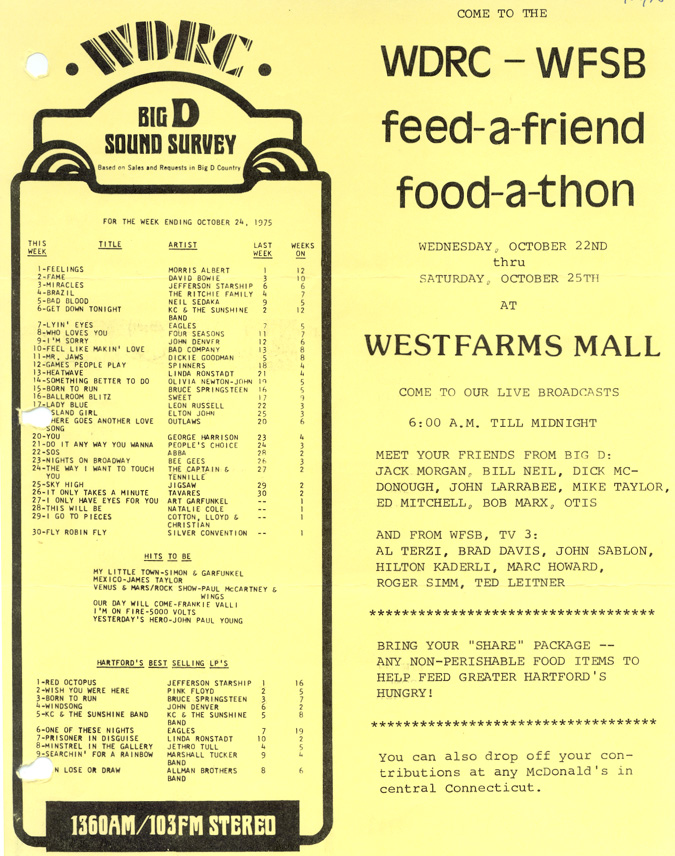 WDRC
BIG D
SOUND SURVEY
Based on Sales and Requests in Big D Country
FOR THE WEEK ENDING OCTOBER 24, 1975
THIS WEEK TITLE ARTIST LAST WEEK WEEKS ON
1-FEELINGS MORRIS ALBERT 1 12
2-FAME DAVID BOWIE 3 10
3-MIRACLES JEFFERSON STARSHIP 6 6
4-BRAZIL THE RITCHIE FAMILY 4 7
5-BAD BLOOD NEIL SEDAKA 9 5
6-GET DOWN TONIGHT KC & THE SUNSHINE 2 12
BAND
7-LYIN' EYES EAGLES 7 5
8-WHO LOVES YOU FOUR SEASONS 11 7
9-I'M SORRY JOHN DENVER 12 6
10-FEEL LIKE MAKIN' LOVE BAD COMPANY 13 8
11-MR. JAWS DICKIE GOODMAN 5 8
12-GAMES PEOPLE PLAY SPINNERS 18 4
13-HEATWAVE LINDA RONSTADT 21 4
14-SOMETHING BETTER TO DO OLIVIA NEWTON-JOHN 19 5
15-BORN TO RUN BRUCE SPRINGSTEEN 16 5
16-BALLROOM BLITZ SWEET 17 9
17-LADY BLUE LEON RUSSELL 22 3
SLAND GIRL ELTON JOHN 25 3
HERE GOES ANOTHER LOVE OUTLAWS 20 6
SONG
20-YOU GEORGE HARRISON 23 4
21-DO IT ANY WAY YOU WANNA PEOPLE'S CHOICE 24 3
22-SOS ABBA 28 2
23-NIGHTS ON BROADWAY BEE GEES 26 3
24-THE WAY I WANT TO TOUCH THE CAPTAIN & 27 2
YOU TENNILLE
25-SKY HIGH JIGSAW 29 2
26-IT ONLY TAKES A MINUTE TAVARES 30 2
27-I ONLY HAVE EYES FOR YOU ART GARFUNKEL -- 1
28-THIS WILL BE NATALIE COLE -- 1
29-I GO TO PIECES COTTON, LLOYD & -- 1
CHRISTIAN
30-FLY ROBIN FLY SILVER CONVENTION -- 1
HITS TO BE
MY LITTLE TOWN-SIMON & GARFUNKEL
MEXICO-JAMES TAYLOR
VENUS & MARS/ROCK SHOW-PAUL McCARTNEY &
WINGS
OUR DAY WILL COME-FRANKIE VALLI
I'M ON FIRE-5000 VOLTS
YESTERDAY'S HERO-JOHN PAUL YOUNG
HARTFORD'S BEST SELLING LP'S
1-RED OCTOPUS JEFFERSON STARSHIP 1 16
2-WISH YOU WERE HERE PINK FLOYD 2 5
3-BORN TO RUN BRUCE SPRINGSTEEN 3 7
4-WINDSONG JOHN DENVER 6 2
5-KC & THE SUNSHINE BAND KC & THE SUNSHINE 5 8
BAND
6-ONE OF THESE NIGHTS EAGLES 7 19
7-PRISONER IN DISGUISE LINDA RONSTADT 10 2
8-MINSTREL IN THE GALLERY JETHRO TULL 4 5
9-SEARCHIN' FOR A RAINBOW MARSHALL TUCKER 9 4
BAND
N LOSE OR DRAW ALLMAN BROTHERS 8 6
BAND
1360AM/103FM STEREO
COME TO THE
WDRC - WFSB
feed-a-friend
food-a-thon
WEDNESDAY, OCTOBER 22ND
thru
SATURDAY, OCTOBER 25TH
AT
WESTFARMS MALL
COME TO OUR LIVE BROADCASTS
6:00 A.M. TILL MIDNIGHT
MEET YOUR FRIENDS FROM BIG D:
JACK MORGAN, BILL NEIL, DICK MC-
DONOUGH, JOHN LARRABEE, MIKE TAYLOR,
ED MITCHELL, BOB MARX, OTIS
AND FROM WFSB, TV 3:
AL TERZI, BRAD DAVIS, JOHN SABLON,
HILTON KADERLI, MARC HOWARD,
ROGER SIMM, TED LEITNER
***********************************
BRING YOUR "SHARE" PACKAGE --
ANY NON-PERISHABLE FOOD ITEMS TO
HELP FEED GREATER HARTFORD'S
HUNGRY!
***********************************
You can also drop off your con-
tributions at any McDonald's in
central Connecticut.